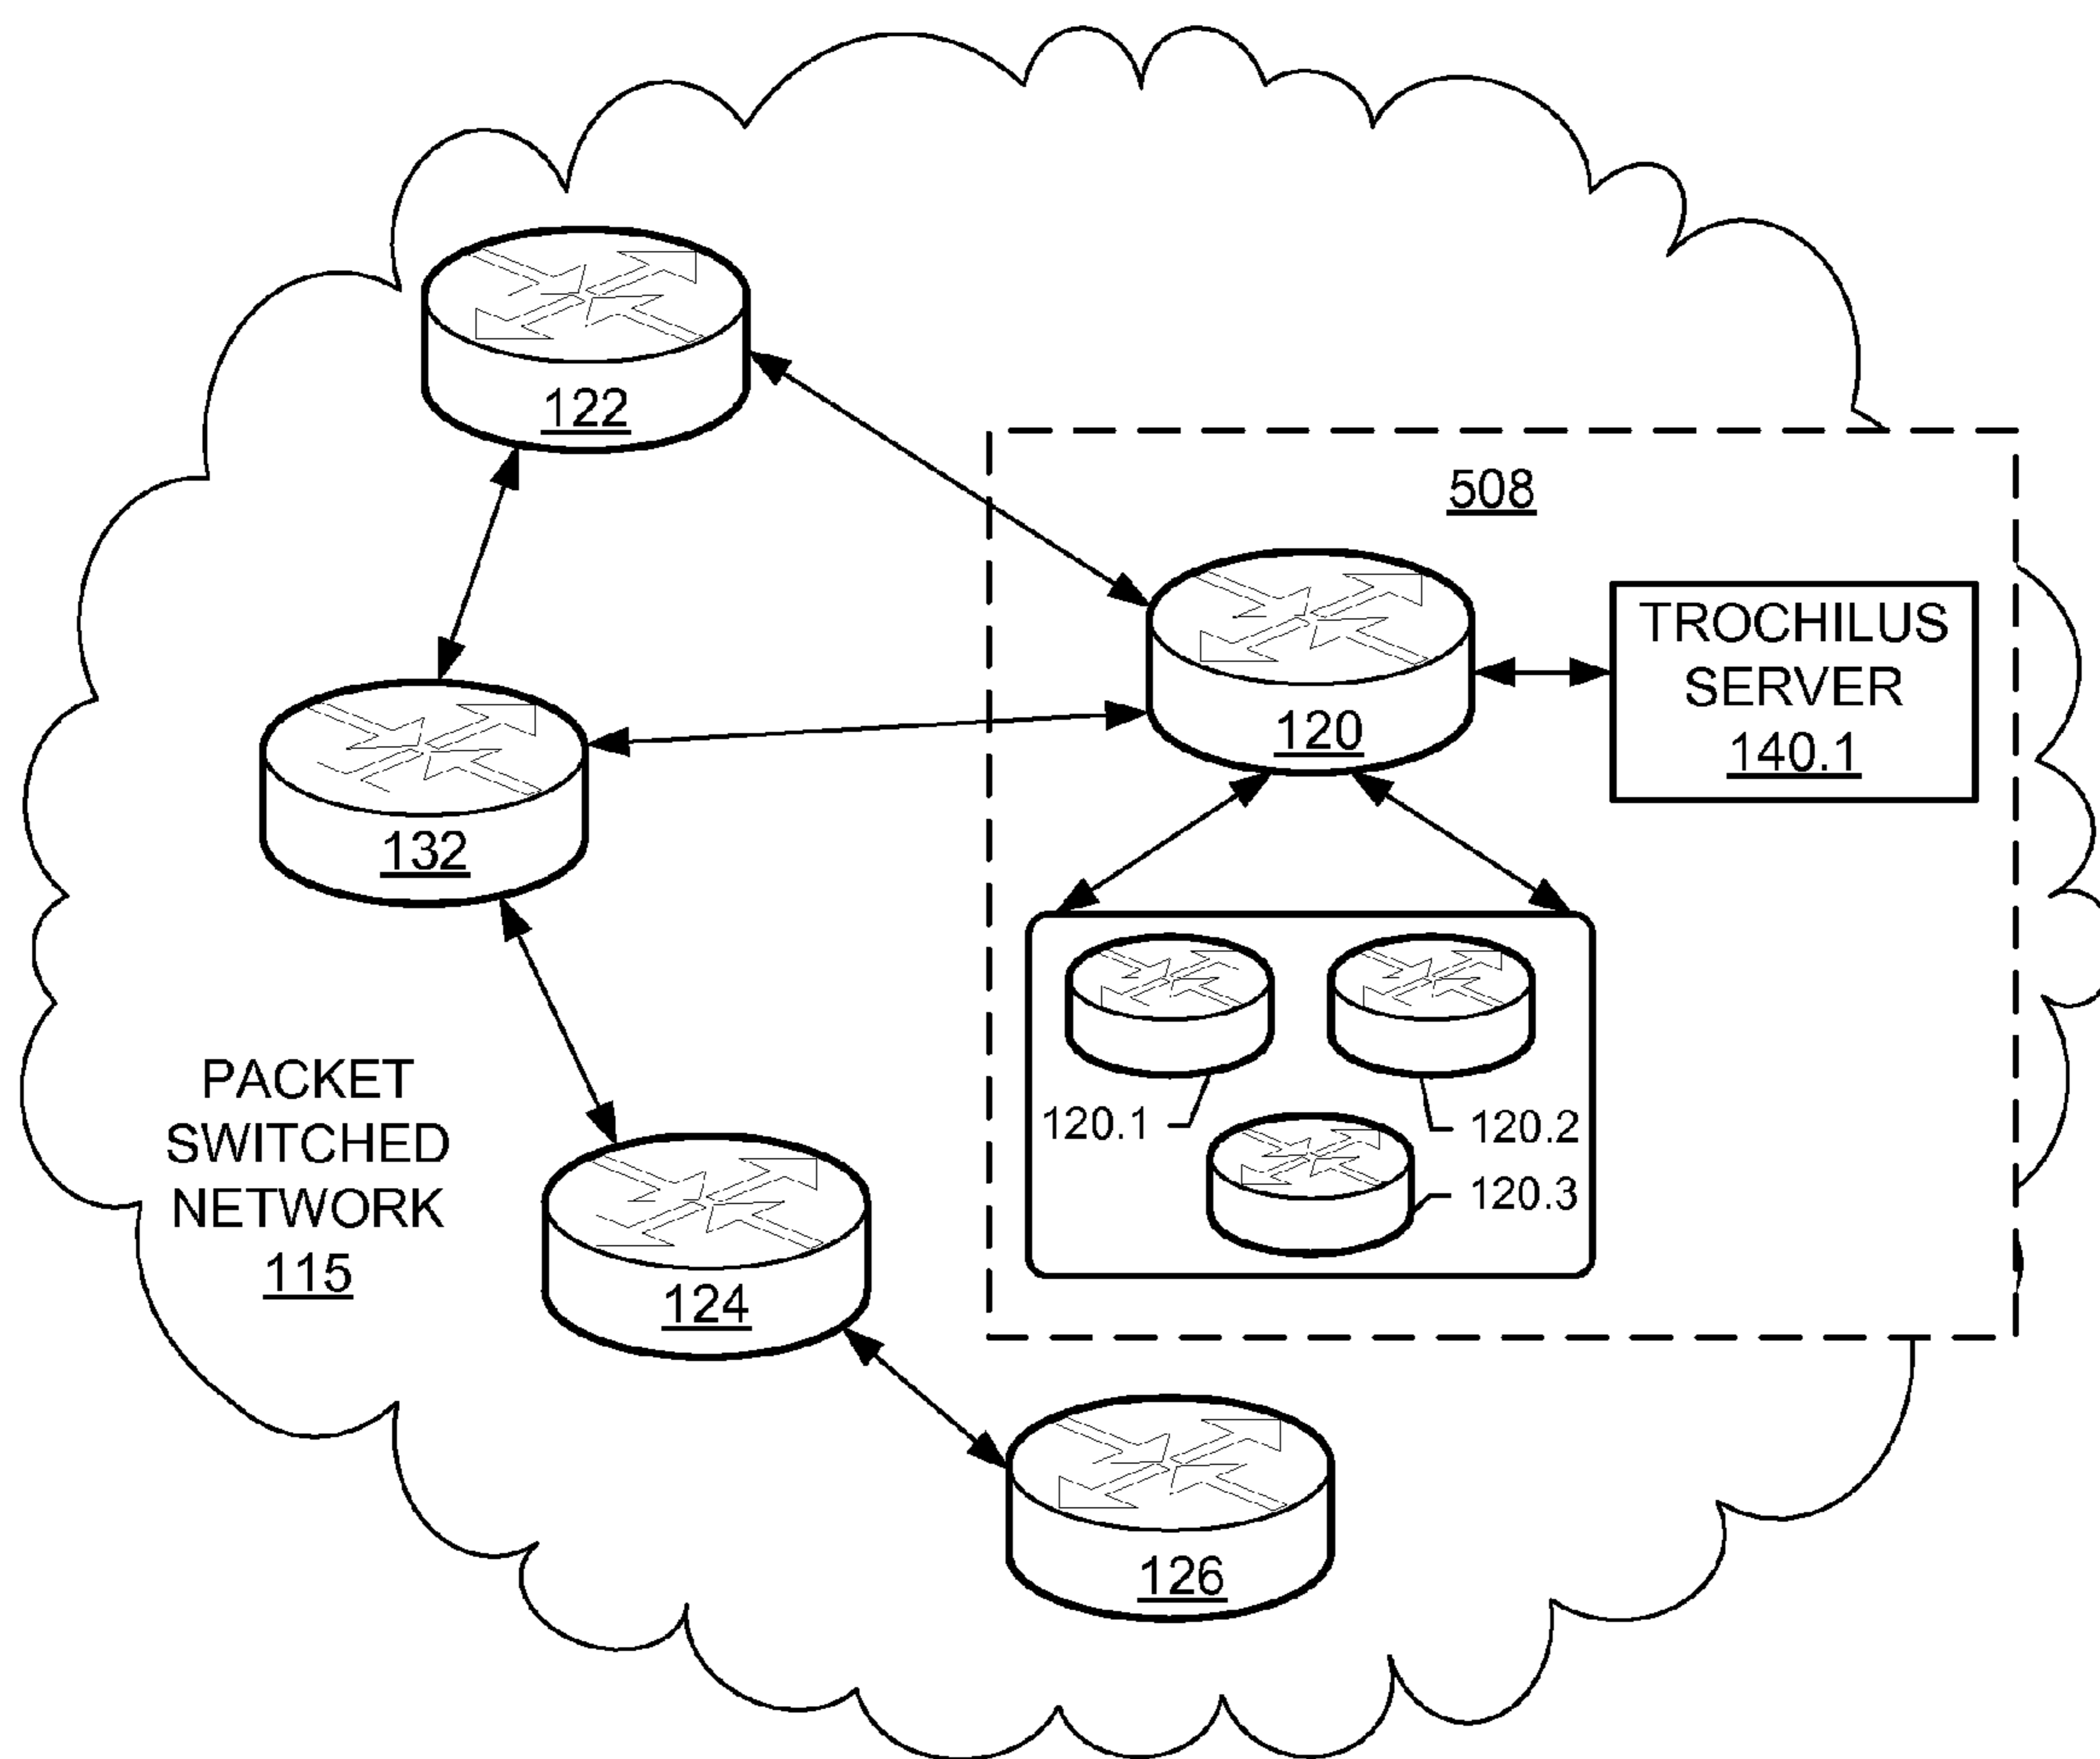 122
508
TROCHILUS
SERVER
140.1
120
132
120.1
120.2
120.3
PACKET
SWITCHED
NETWORK
115
124
126